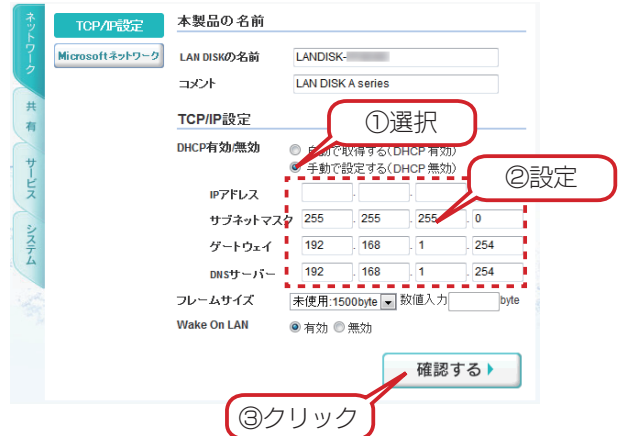 ネットワーク
共有
サービス
システム
TCP/IP設定
Microsoftネットワーク
本製品の名前
LAN DISKの名前 LANDISK-
コメント LAN DISK A series
TCP/IP設定
①選択
DHCP有効/無効 自動で取得する(DHCP有効)
手動で設定する(DHCP無効)
②設定
IPアドレス . . .
サブネットマスク 255 . 255 . 255 . 0
ゲートウェイ 192 . 168 . 1 . 254
DNSサーバー 192 . 168 . 1 . 254
フレームサイズ 未使用:1500byte 数値入力 byte
Wake On LAN 有効 無効
確認する
③クリック